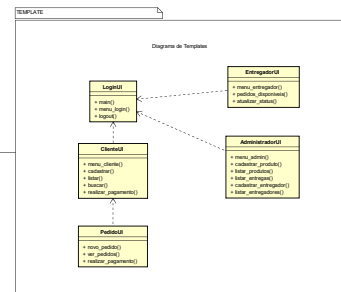 TEMPLATE
Diagrama de Templates
EntregadorUI
+ menu_entregador()
+ pedidos_disponiveis()
+ atualizar_status()
LoginUI
+ main()
+ menu_login()
+ logout()
ClienteUI
+ menu_cliente()
+ cadastrar()
+ listar()
+ buscar()
+ realizar_pagamento()
AdministradorUI
+ menu_admin()
+ cadastrar_produto()
+ listar_produtos()
+ listar_entregas()
+ cadastrar_entregador()
+ listar_entregadores()
PedidoUI
+ novo_pedido()
+ ver_pedidos()
+ realizar_pagamento()